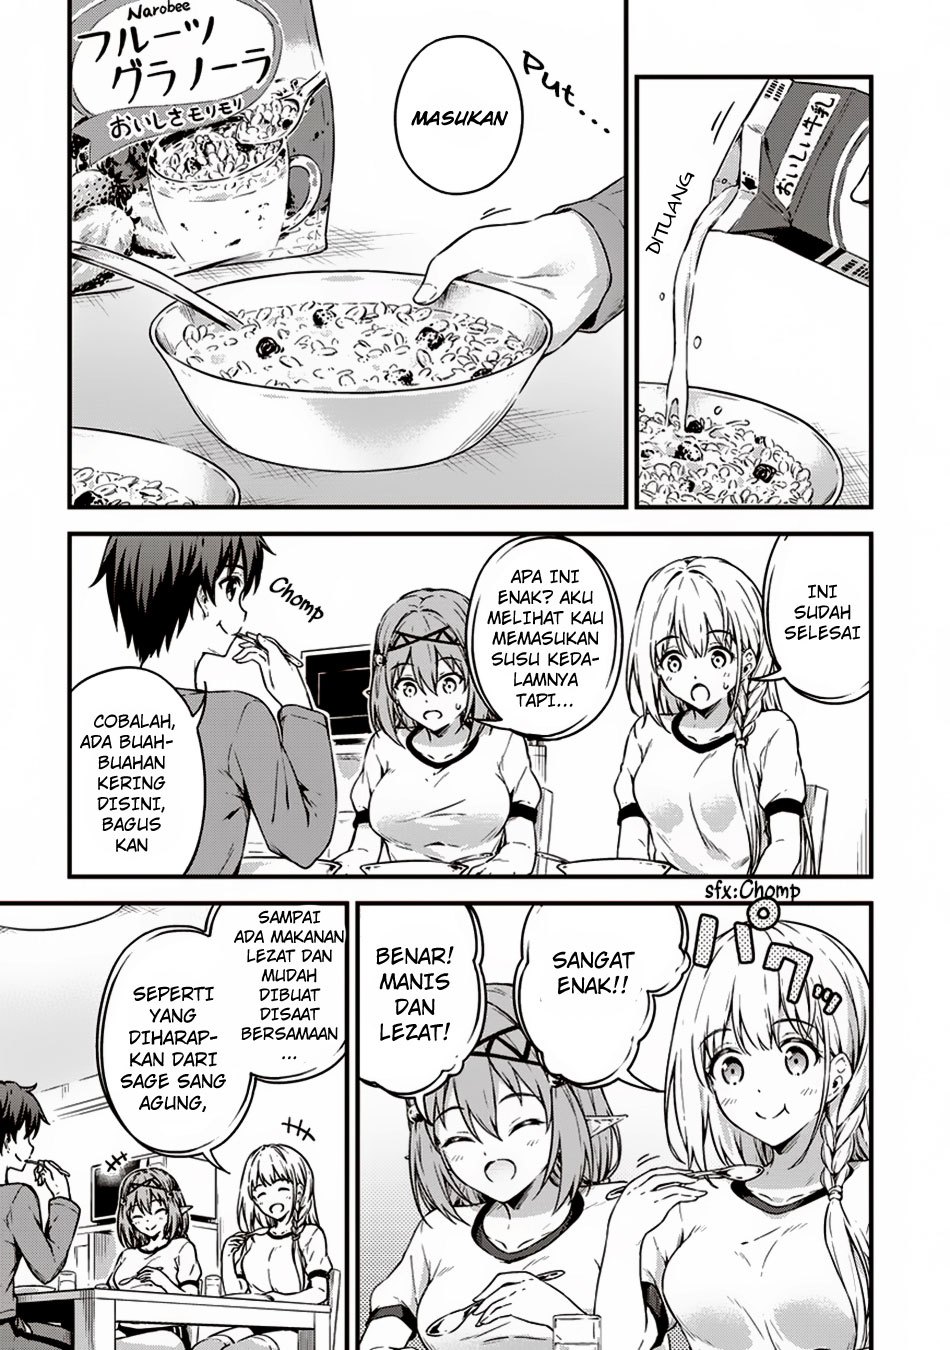 おいしい牛乳
DITUANG
Put...
MASUKAN
Narobee
フルーツ
グラノーラ
おいしさモリモリ
INI
SUDAH
SELESAI
APA INI
ENAK? AKU
MELIHAT KAU
MEMASUKAN
SUSU KEDA-
LAMNYA
TAPI...
Chomp
COBALAH,
ADA BUAH-
BUAHAN
KERING
DISINI,
BAGUS
KAN
sfx:Chomp
パクッ
SANGAT
ENAK!!
BENAR!
MANIS
DAN
LEZAT!
SAMPAI
ADA MAKANAN
LEZAT DAN
MUDAH
DIBUAT
DISAAT
BERSAMAAN
...
SEPERTI
YANG
DIHARAP-
KAN DARI
SAGE SANG
AGUNG,